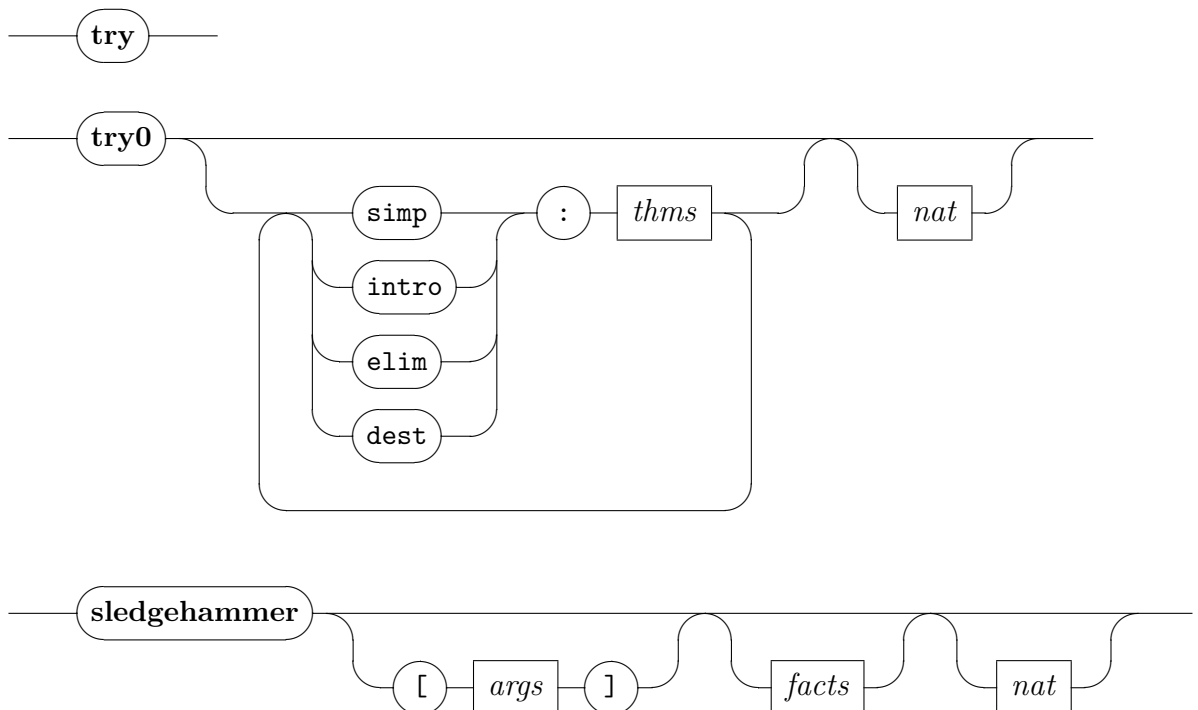 try
try0
simp : thms nat
intro
elim
dest
sledgehammer
[ args ] facts nat